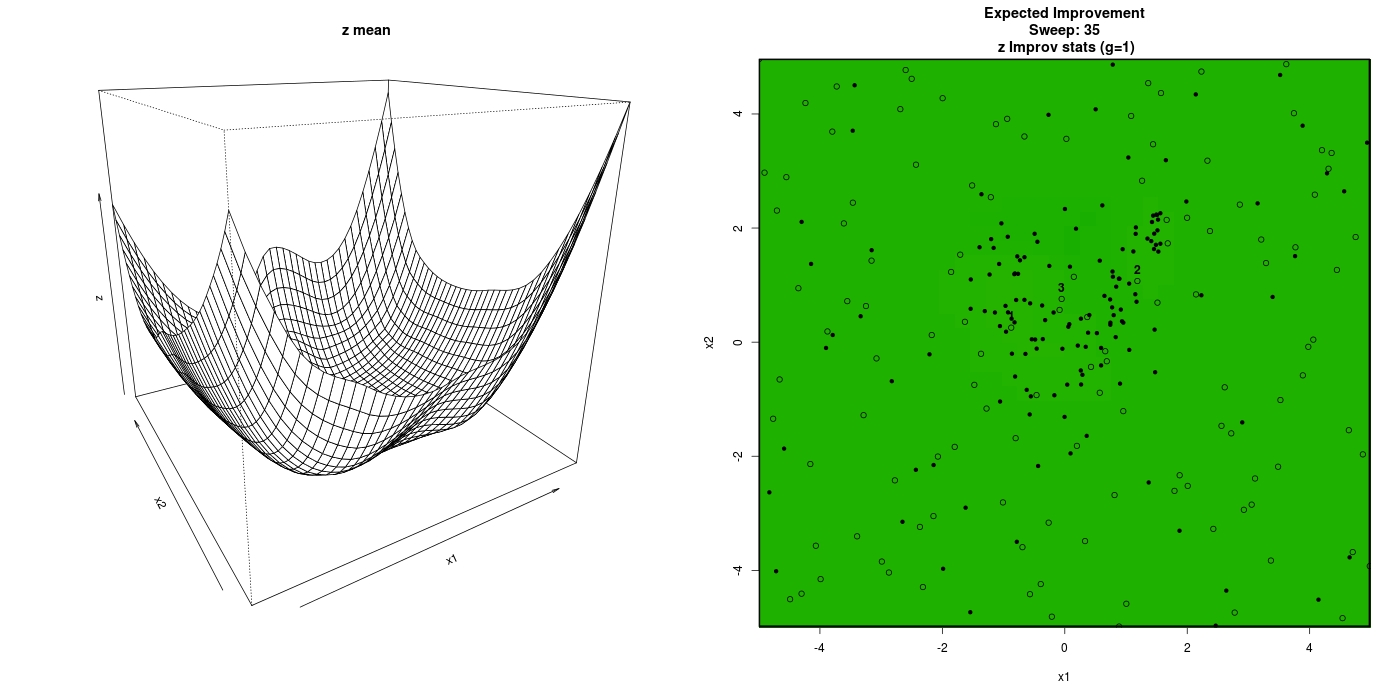 z mean
z
x2
x1
Expected Improvement
Sweep: 35
z Improv stats (g=1)
x2
4
2
0
-2
-4
2
3
-4
-2
0
2
4
x1